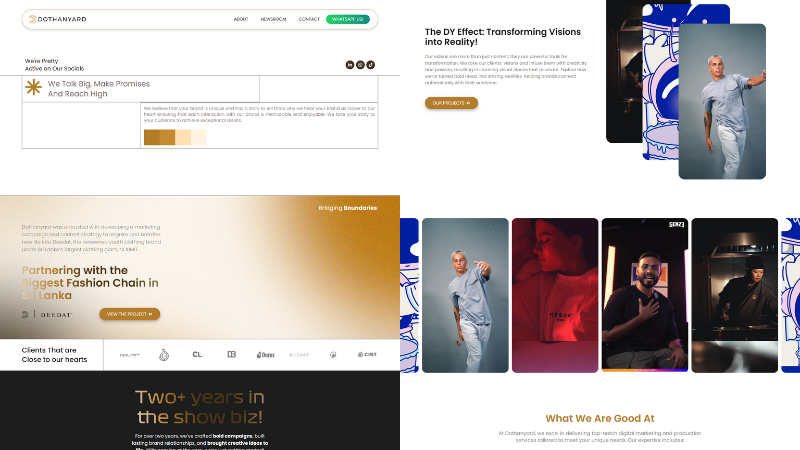 DOTHANYARD
ABOUT
NEWSROOM
CONTACT
WHATSAPP US!
We're Pretty
Active on Our Socials
We Talk Big, Make Promises
And Reach High
We believe that your brand is unique and has a story to tell that's why we treat your brand as closer to our
heart ensuring that each interaction with our brand is memorable and enjoyable. We take your story to
your audience to achieve exceptional results.
Bridging Boundaries
Dothanyard was entrusted with developing a marketing
campaign and content strategy to reignite and breathe
new life into Deedat, the renowned youth clothing brand
under Sri Lanka's largest clothing giant, NOLIMIT.
Partnering with the
Biggest Fashion Chain in
Sri Lanka
DEEDAT
VIEW THE PROJECT »
Clients That are
Close to our hearts
NOLIMIT
CL
DB
Daraz
DEEDAT
CINT
Two+ years in
the show biz!
For over two years, we've crafted bold campaigns, built
lasting brand relationships, and brought creative ideas to
The DY Effect: Transforming Visions
into Reality!
Our videos are more than just content; they are powerful tools for
transformation. We take our clients' visions and infuse them with creativity
and passion, resulting in stunning visual stories that resonate. Explore how
we've turned bold ideas into striking realities, helping brands connect
authentically with their audience.
OUR PROJECTS »
What We Are Good At
At Dothanyard, we excel in delivering top-notch digital marketing and production
services tailored to meet your unique needs. Our expertise includes: